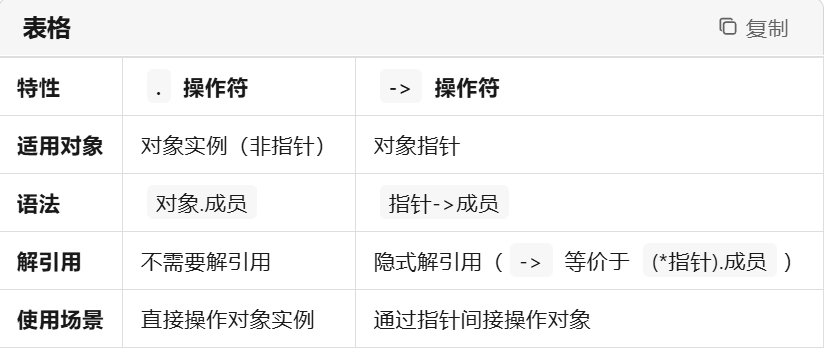 表格 复制
特性 . 操作符 -> 操作符
适用对象 对象实例（非指针） 对象指针
语法 对象.成员 指针->成员
解引用 不需要解引用 隐式解引用（ -> 等价于 (*指针).成员 ）
使用场景 直接操作对象实例 通过指针间接操作对象